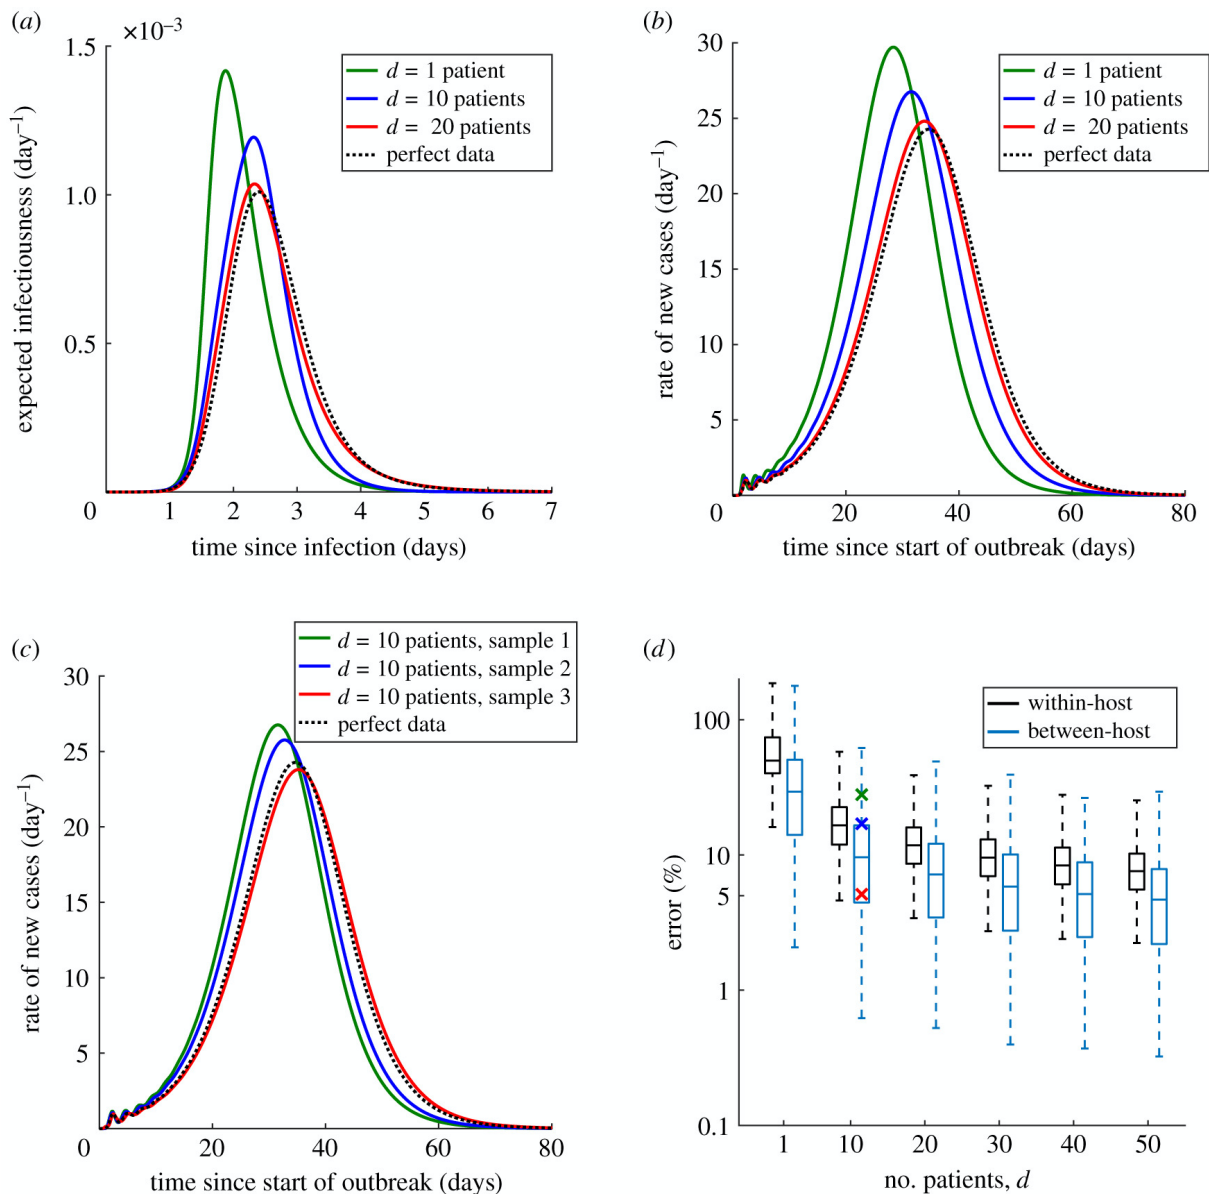 (a)
×10–3
1.5
1.0
0.5
0
1
2
3
4
5
6
7
expected infectiousness (day–1)
time since infection (days)
d = 1 patient
d = 10 patients
d = 20 patients
perfect data
(b)
30
25
20
15
10
5
0
20
40
60
80
rate of new cases (day–1)
time since start of outbreak (days)
d = 1 patient
d = 10 patients
d = 20 patients
perfect data
(c)
d = 10 patients, sample 1
d = 10 patients, sample 2
d = 10 patients, sample 3
perfect data
30
25
20
15
10
5
0
20
40
60
80
rate of new cases (day–1)
time since start of outbreak (days)
(d)
within-host
between-host
100
10
5
1
0.1
error (%)
1
10
20
30
40
50
no. patients, d